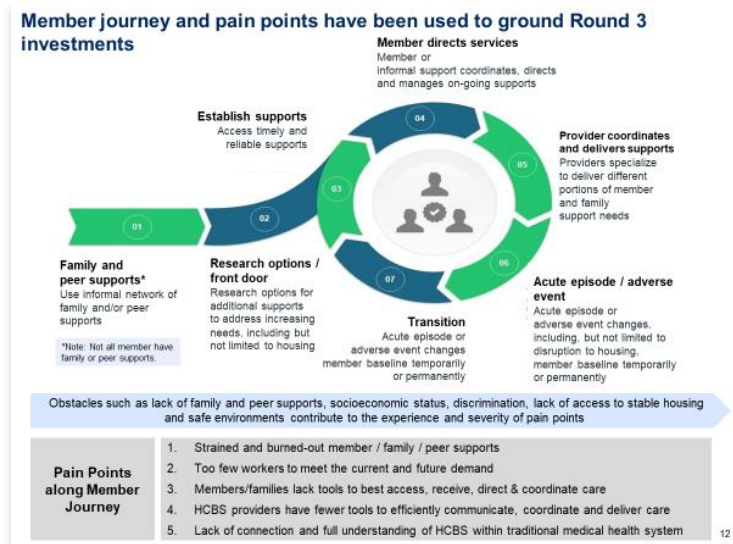 Member journey and pain points have been used to ground Round 3
investments
Member directs services
Member or
informal support coordinates, directs
and manages on-going supports
Establish supports
Access timely and
reliable supports
04
Provider coordinates
and delivers supports
Providers specialize
to deliver different
portions of member
and family
support needs
05
03
02
01
06
07
Family and
peer supports*
Use informal network of
family and/or peer
supports
*Note: Not all member have
family or peer supports.
Research options /
front door
Research options for
additional supports
to address increasing
needs, including but
not limited to housing
Transition
Acute episode or
adverse event changes
member baseline temporarily
or permanently
Acute episode / adverse
event
Acute episode or
adverse event changes,
including, but not limited to
disruption to housing,
member baseline temporarily
or permanently
Obstacles such as lack of family and peer supports, socioeconomic status, discrimination, lack of access to stable housing
and safe environments contribute to the experience and severity of pain points
Pain Points
along Member
Journey
1. Strained and burned-out member / family / peer supports
2. Too few workers to meet the current and future demand
3. Members/families lack tools to best access, receive, direct & coordinate care
4. HCBS providers have fewer tools to efficiently communicate, coordinate and deliver care
5. Lack of connection and full understanding of HCBS within traditional medical health system
12